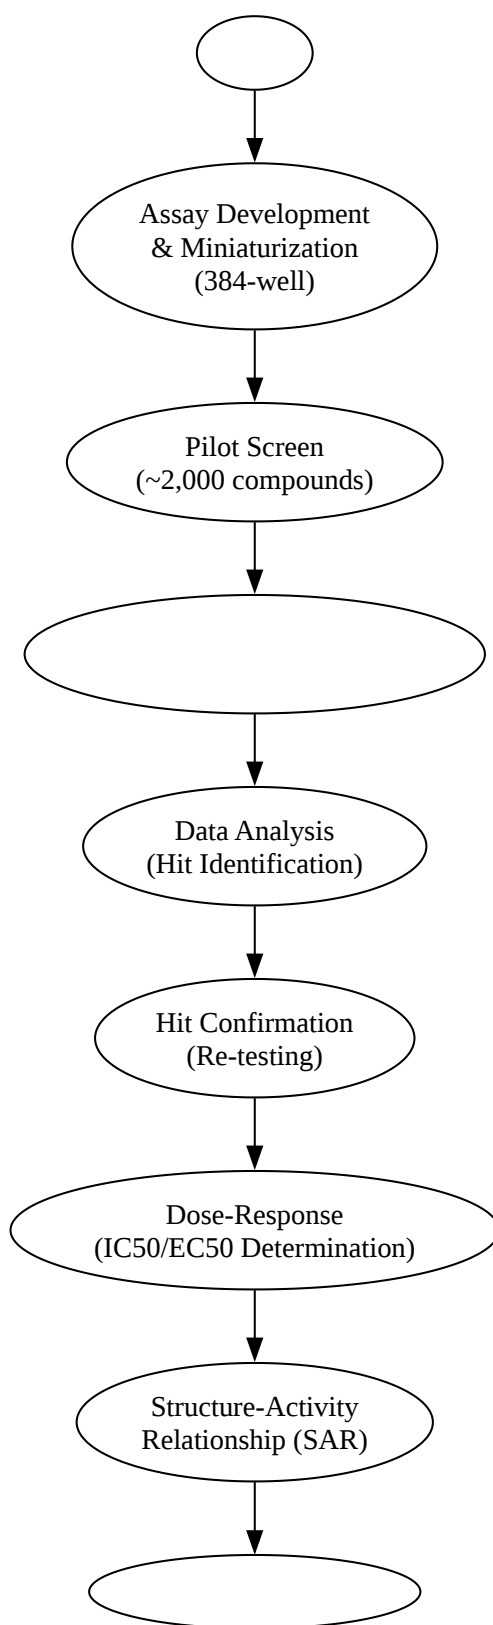 Assay Development
& Miniaturization
(384-well)
Pilot Screen
(~2,000 compounds)
Data Analysis
(Hit Identification)
Hit Confirmation
(Re-testing)
Dose-Response
(IC50/EC50 Determination)
Structure-Activity
Relationship (SAR)